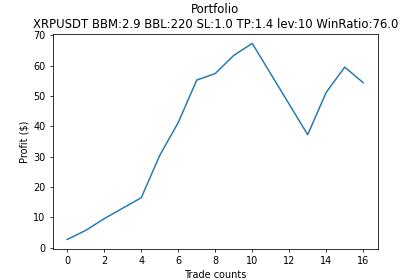 Portfolio
XRPUSDT BBM:2.9 BBL:220 SL:1.0 TP:1.4 lev:10 WinRatio:76.0
70
60
50
40
30
20
10
0
Profit ($)
0 2 4 6 8 10 12 14 16
Trade counts